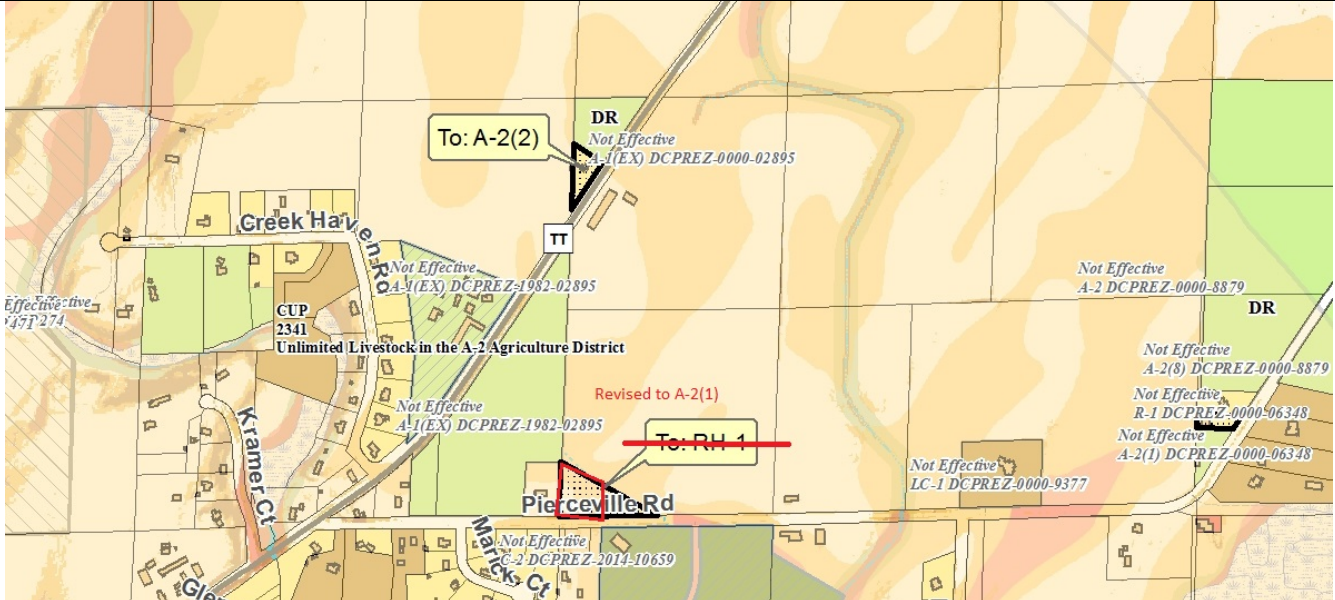 DR
To: A-2(2)
Not Effective
A-1(EX) DCPREZ-0000-02895
Creek Haven Rd
TT
Not Effective
A-1(EX) DCPREZ-1982-02895
Not Effective
A-2 DCPREZ-0000-8879
CUP
2341
Unlimited Livestock in the A-2 Agriculture District
DR
Not Effective
A-2(8) DCPREZ-0000-8879
Revised to A-2(1)
Not Effective
R-1 DCPREZ-0000-06348
Not Effective
A-1(EX) DCPREZ-1982-02895
To: RH-1
Not Effective
A-2(1) DCPREZ-0000-06348
Kramer Ct
Not Effective
LC-1 DCPREZ-0000-9377
Pierceville Rd
Marick Ct
Not Effective
C-2 DCPREZ-2014-10659